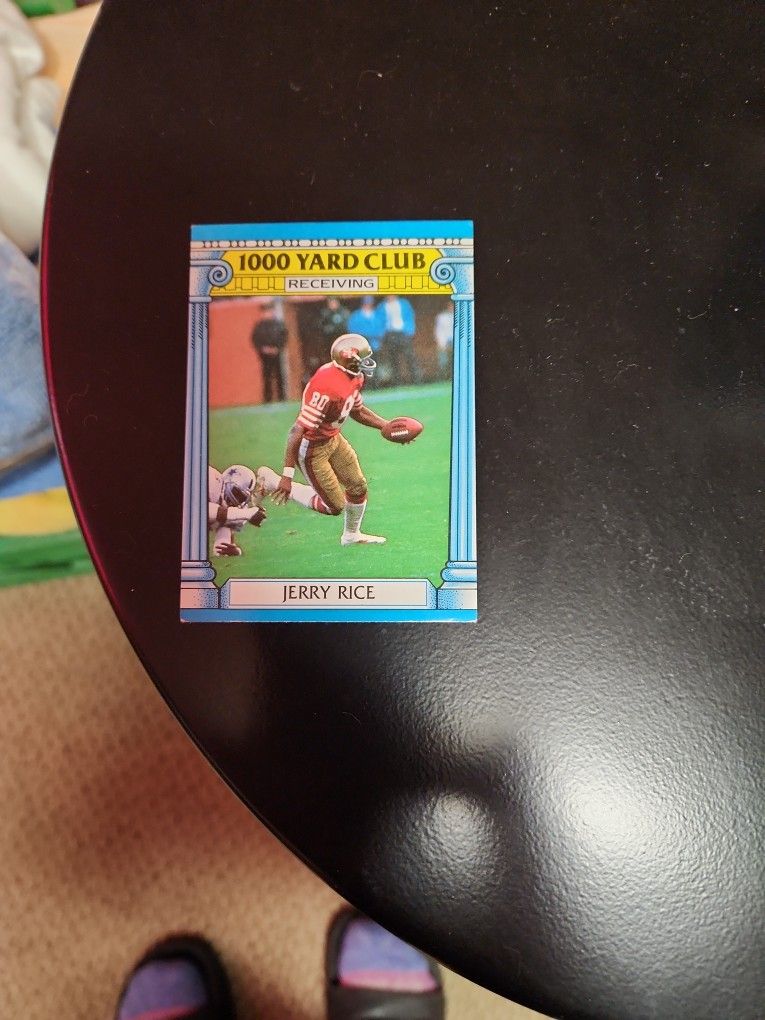 1000 YARD CLUB
RECEIVING
80
JERRY RICE